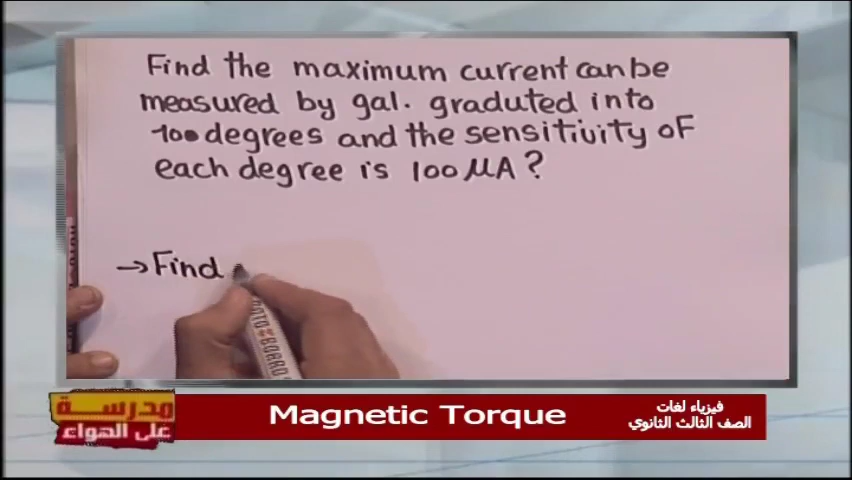 Find the maximum current can be
measured by gal. graduted into
100 degrees and the sensitivity of
each degree is 100 μA?
→ Find
مدرسة
على الهواء
Magnetic Torque
فيزياء لغات
الصف الثالث الثانوي